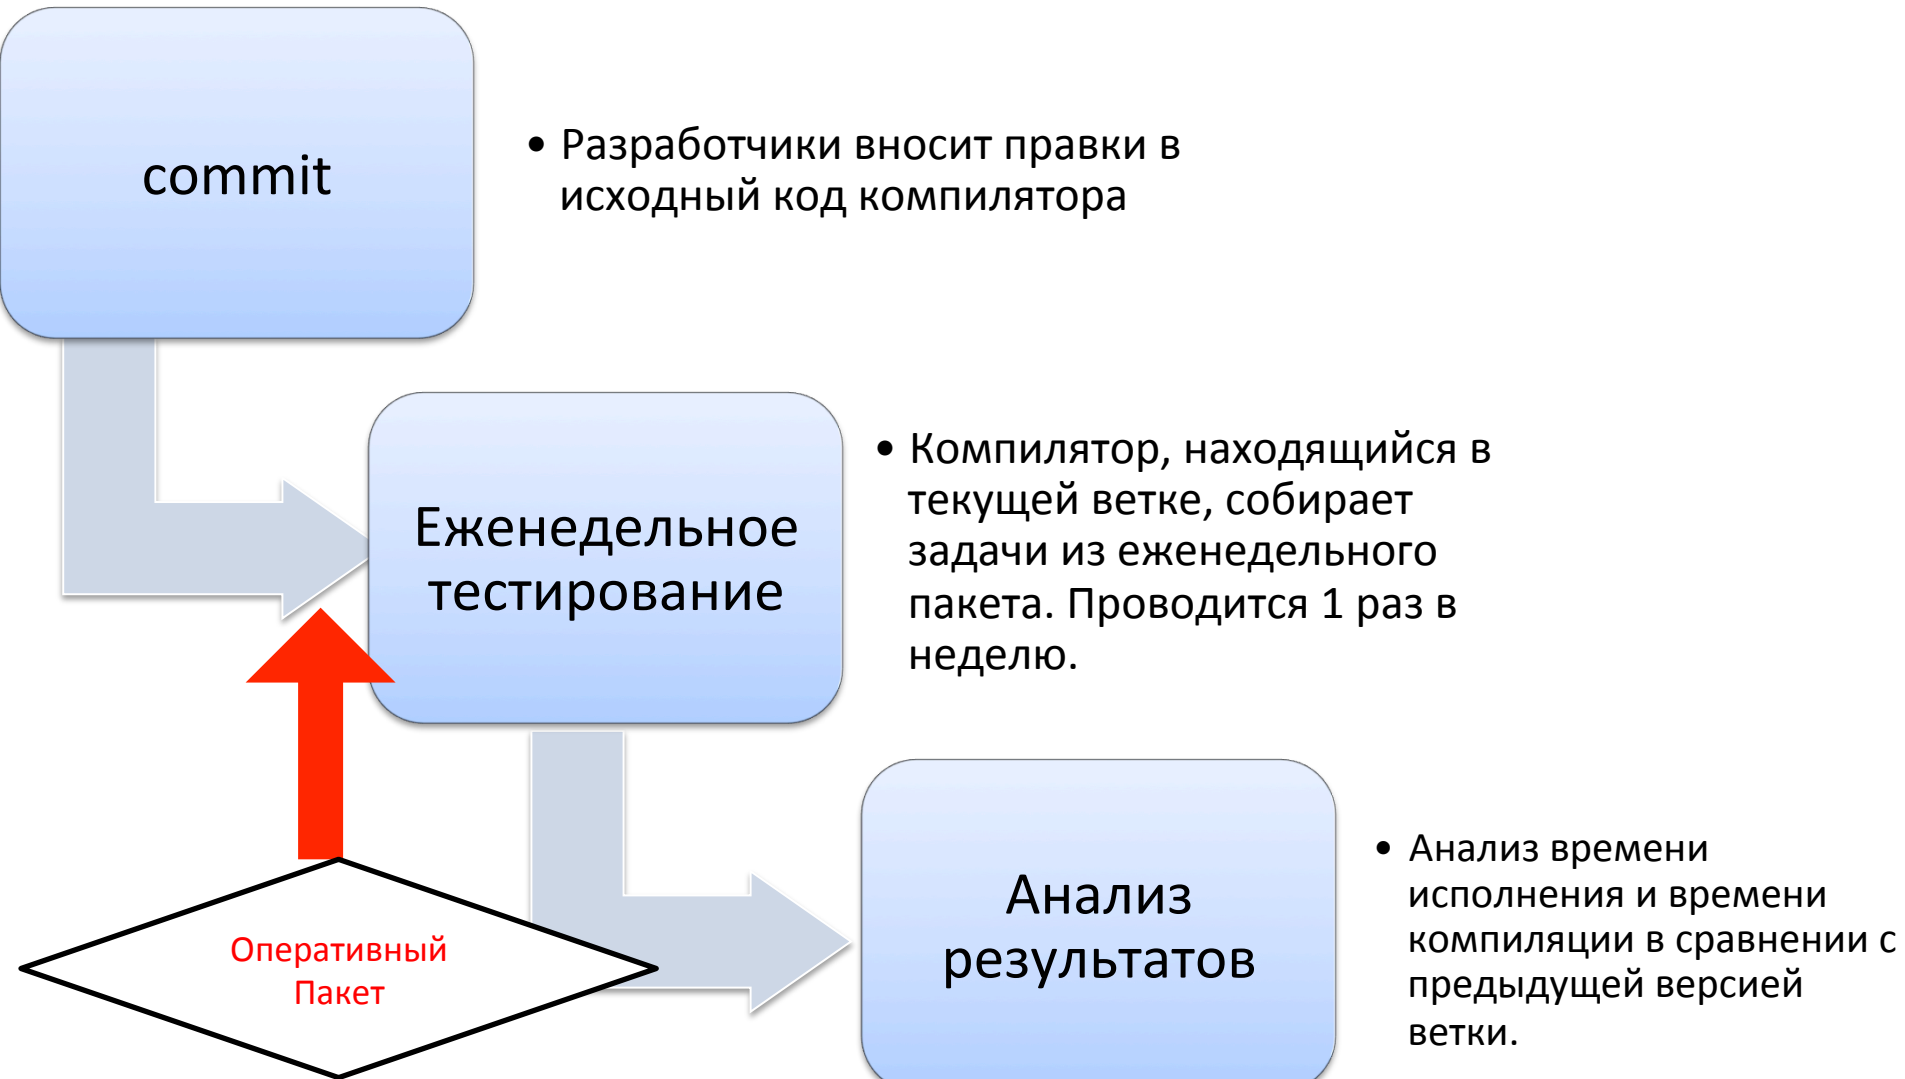 commit
• Разработчики вносит правки в
исходный код компилятора
Еженедельное
тестирование
• Компилятор, находящийся в
текущей ветке, собирает
задачи из еженедельного
пакета. Проводится 1 раз в
неделю.
Оперативный
Пакет
Анализ
результатов
• Анализ времени
исполнения и времени
компиляции в сравнении с
предыдущей версией
ветки.